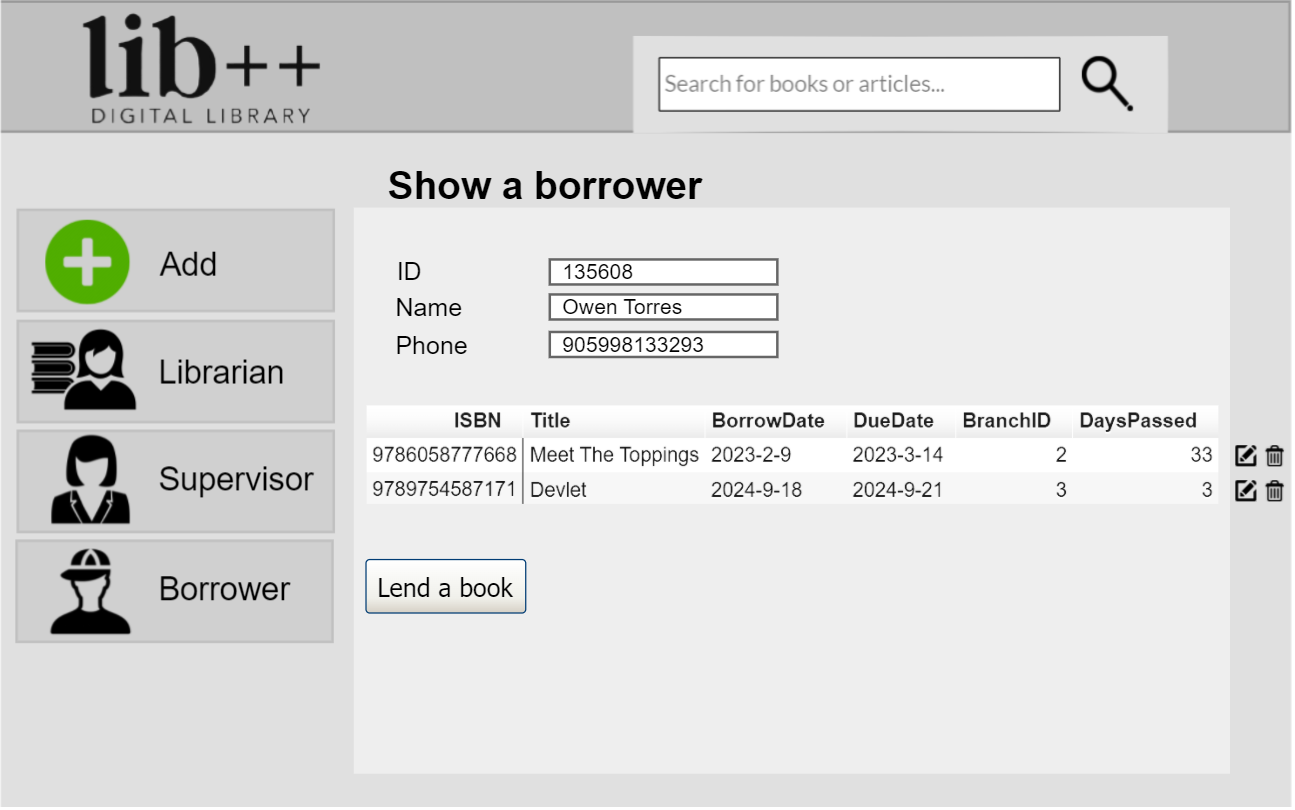 lib++
DIGITAL LIBRARY
Search for books or articles...
Show a borrower
Add
Librarian
Supervisor
Borrower
ID 135608
Name Owen Torres
Phone 905998133293
ISBN Title BorrowDate DueDate BranchID DaysPassed
9786058777668 Meet The Toppings 2023-2-9 2023-3-14 2 33
9789754587171 Devlet 2024-9-18 2024-9-21 3 3
Lend a book